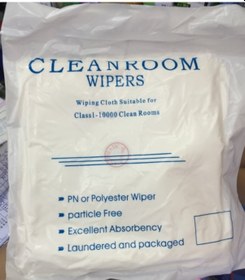 CLEANROOM
WIPERS
Wiping Cloth Suitable for
Class1-10000 Clean Rooms
PN or Polyester Wiper
particle Free
Excellent Absorbency
Laundered and packaged